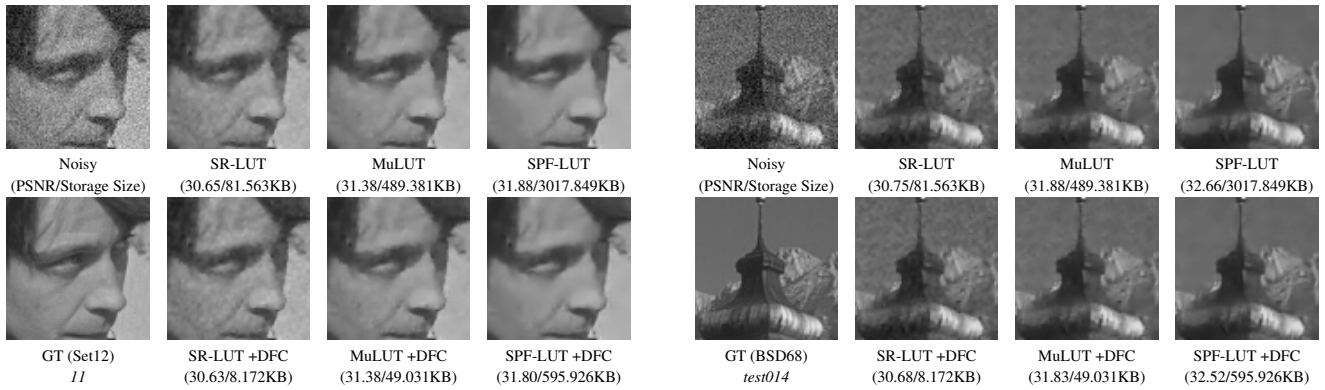 Noisy
(PSNR/Storage Size)
SR-LUT
(30.65/81.563KB)
MuLUT
(31.38/489.381KB)
SPF-LUT
(31.88/3017.849KB)
Noisy
(PSNR/Storage Size)
SR-LUT
(30.75/81.563KB)
MuLUT
(31.88/489.381KB)
SPF-LUT
(32.66/3017.849KB)
GT (Set12)
11
SR-LUT +DFC
(30.63/8.172KB)
MuLUT +DFC
(31.38/49.031KB)
SPF-LUT +DFC
(31.80/595.926KB)
GT (BSD68)
test014
SR-LUT +DFC
(30.68/8.172KB)
MuLUT +DFC
(31.83/49.031KB)
SPF-LUT +DFC
(32.52/595.926KB)